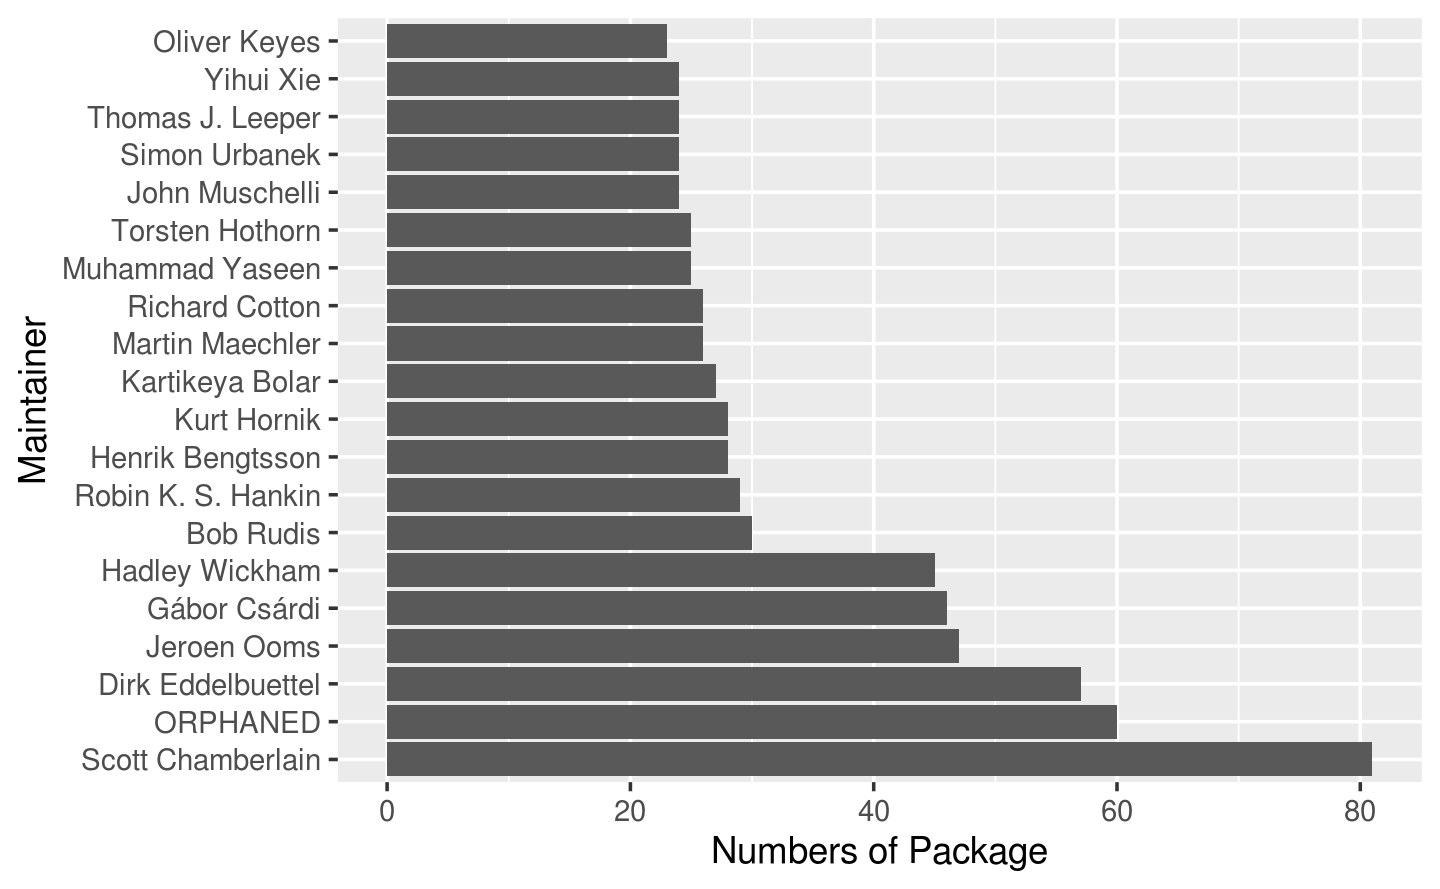 Oliver Keyes
Yihui Xie
Thomas J. Leeper
Simon Urbanek
John Muschelli
Torsten Hothorn
Muhammad Yaseen
Richard Cotton
Martin Maechler
Kartikeya Bolar
Kurt Hornik
Henrik Bengtsson
Robin K. S. Hankin
Bob Rudis
Hadley Wickham
Gábor Csárdi
Jeroen Ooms
Dirk Eddelbuettel
ORPHANED
Scott Chamberlain
Maintainer
0 20 40 60 80
Numbers of Package